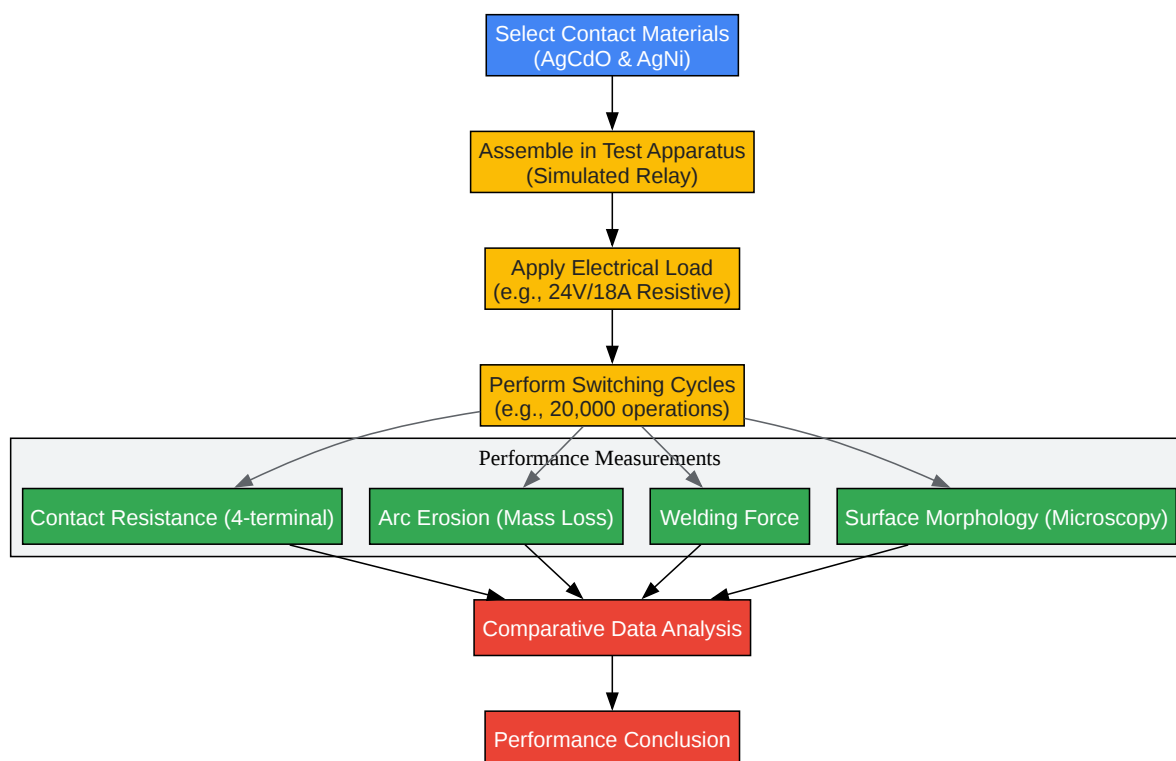 Select Contact Materials
(AgCdO & AgNi)
Assemble in Test Apparatus
(Simulated Relay)
Apply Electrical Load
(e.g., 24V/18A Resistive)
Perform Switching Cycles
(e.g., 20,000 operations)
Performance Measurements
Contact Resistance (4-terminal)
Arc Erosion (Mass Loss)
Welding Force
Surface Morphology (Microscopy)
Comparative Data Analysis
Performance Conclusion